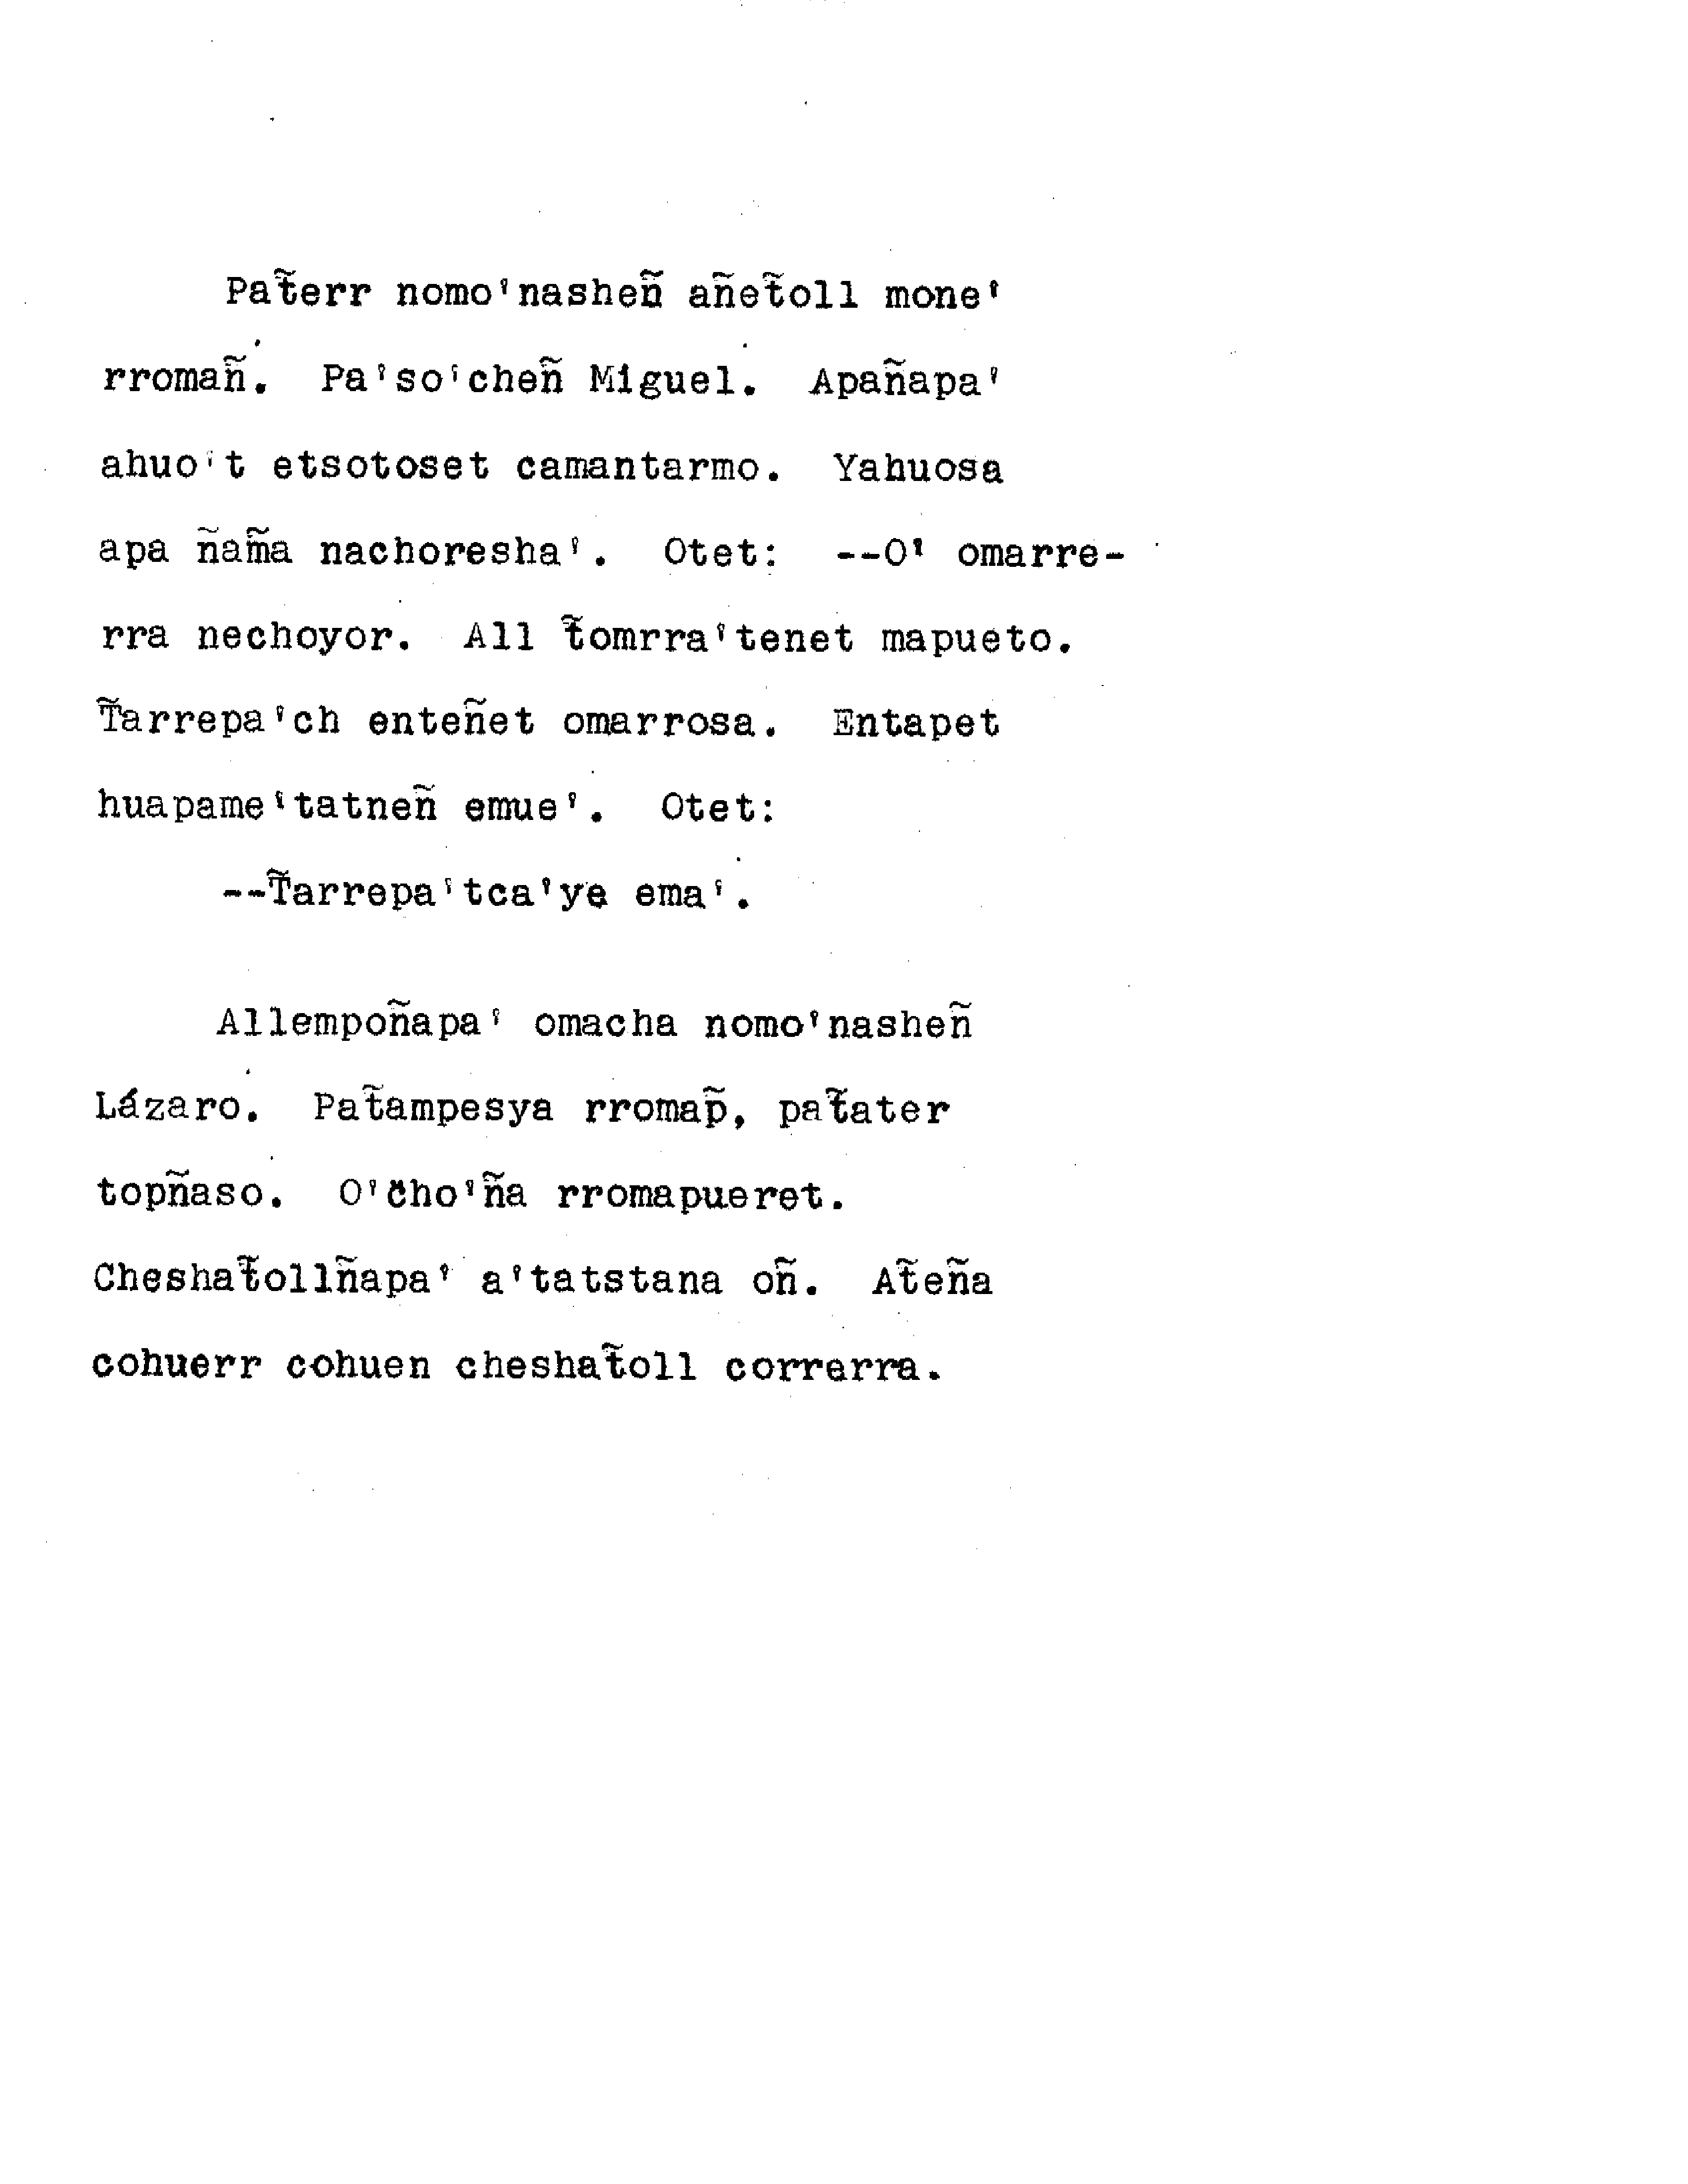 Pat̃err nomo'nasheñ añet̃oll mone'
rromañ. Pa'so'cheñ Miguel. Apañapa'
ahuo't etsotoset camantarmo. Yahuosa
apa ñam̃a nachoresha'. Otet: --O' omarre-
rra nechoyor. All t̃omrra'tenet mapueto.
T̃arrepa'ch enteñet omarrosa. Entapet
huapame'tatneñ emue'. Otet:
--T̃arrepa'tca'ye ema'.
Allempoñapa' omacha nomo'nasheñ
Lázaro. Pat̃ampesya rromap̃, pat̃ater
topñaso. O'c̃ho'ña rromapueret.
Cheshat̃ollñapa' a'tatstana oñ. At̃eña
cohuerr cohuen cheshat̃oll correrra.